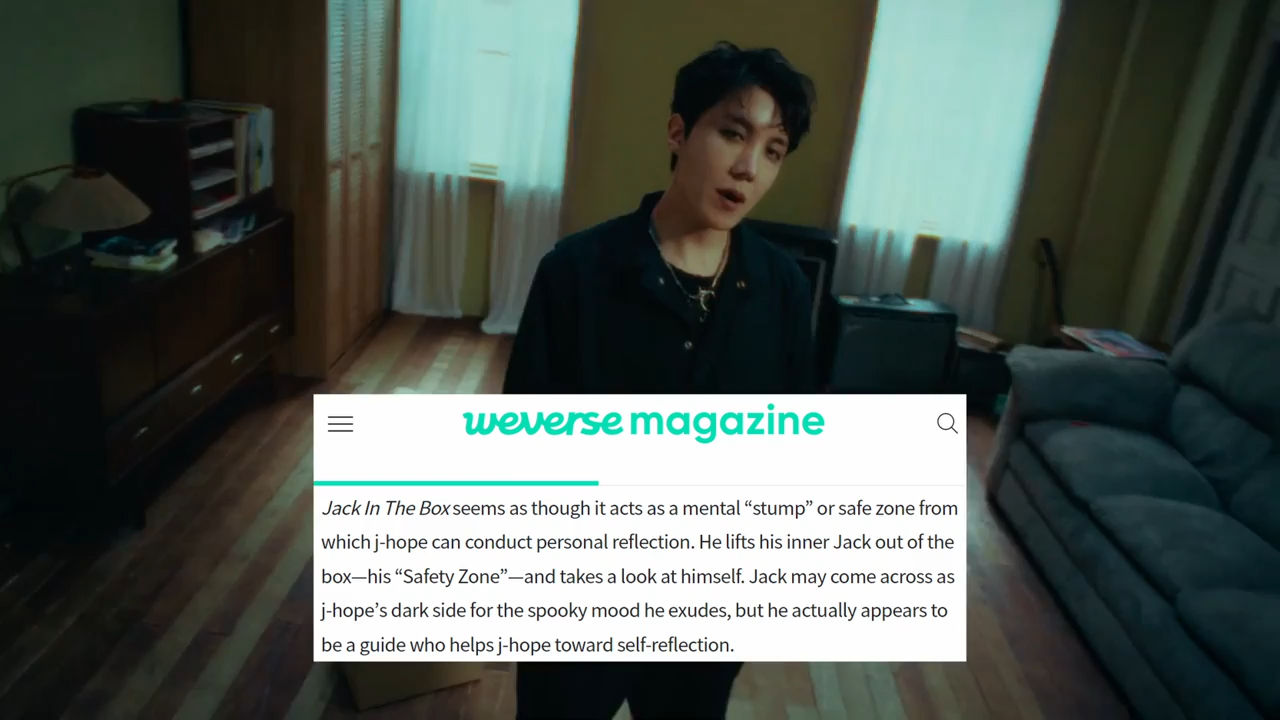 weverse magazine
Jack In The Box seems as though it acts as a mental “stump” or safe zone from
which j-hope can conduct personal reflection. He lifts his inner Jack out of the
box—his “Safety Zone”—and takes a look at himself. Jack may come across as
j-hope’s dark side for the spooky mood he exudes, but he actually appears to
be a guide who helps j-hope toward self-reflection.